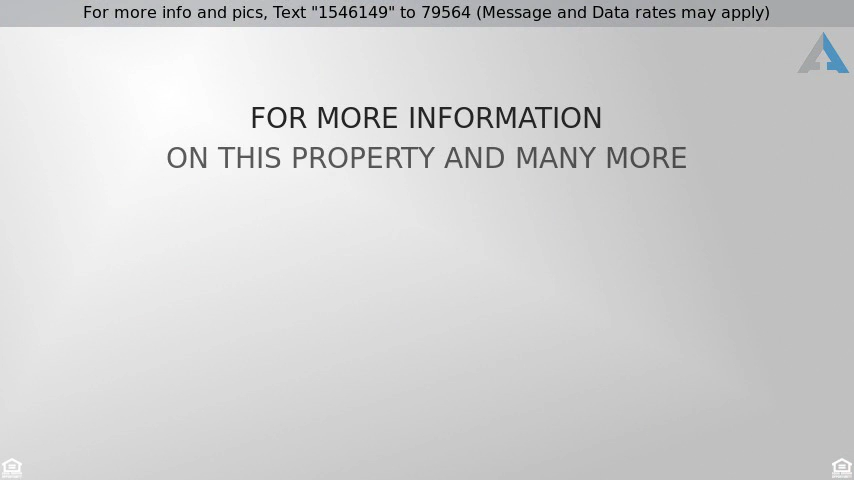 For more info and pics, Text "1546149" to 79564 (Message and Data rates may apply)
FOR MORE INFORMATION
ON THIS PROPERTY AND MANY MORE